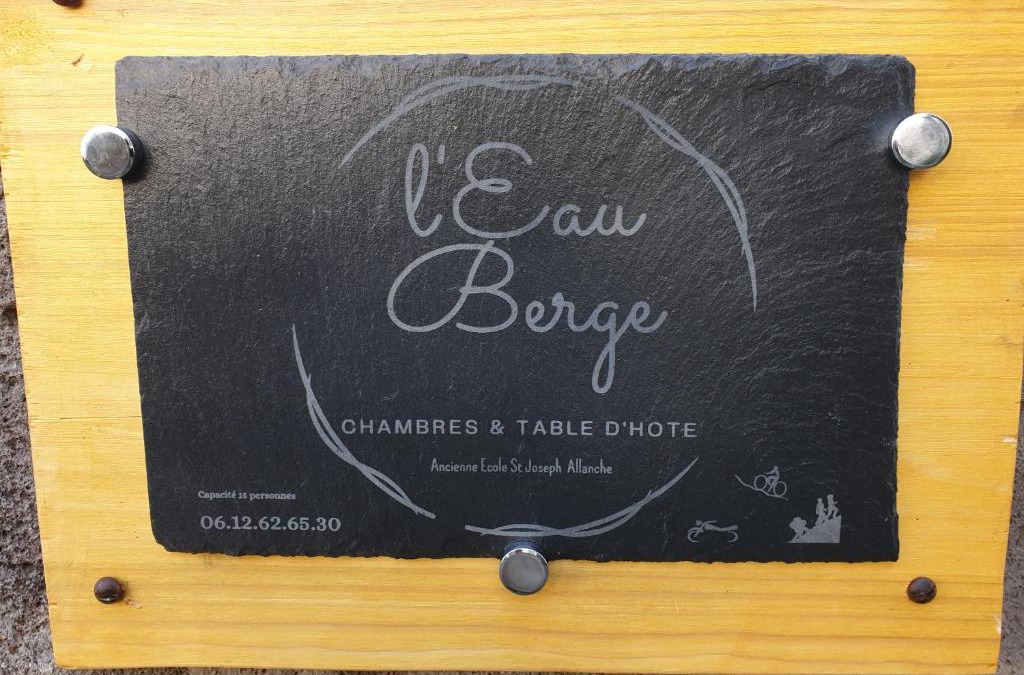 l'Eau
Berge
CHAMBRES & TABLE D'HOTE
Ancienne Ecole St Joseph Allanche
Capacité 15 personnes
06.12.62.65.30